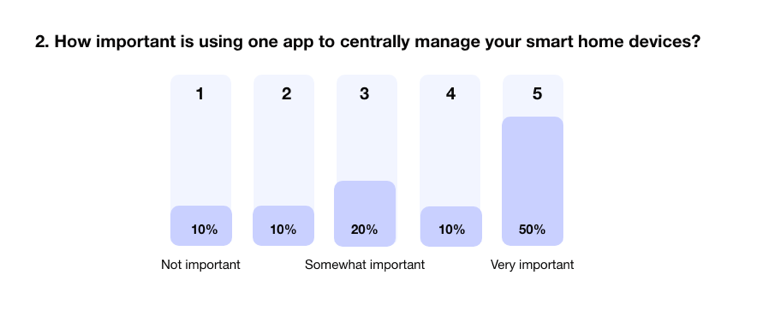 2. How important is using one app to centrally manage your smart home devices?
1 2 3 4 5
10% 10% 20% 10% 50%
Not important Somewhat important Very important